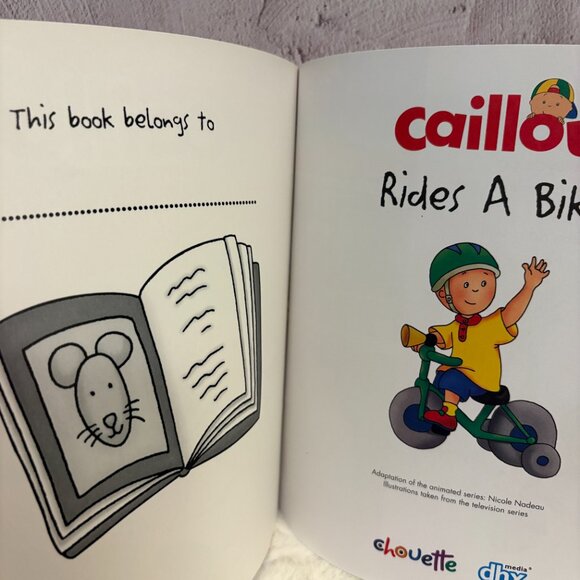 This book belongs to
caillou
Rides A Bik
Adaptation of the animated series: Nicole Nadeau
Illustrations taken from the television series
chouette
dhx media